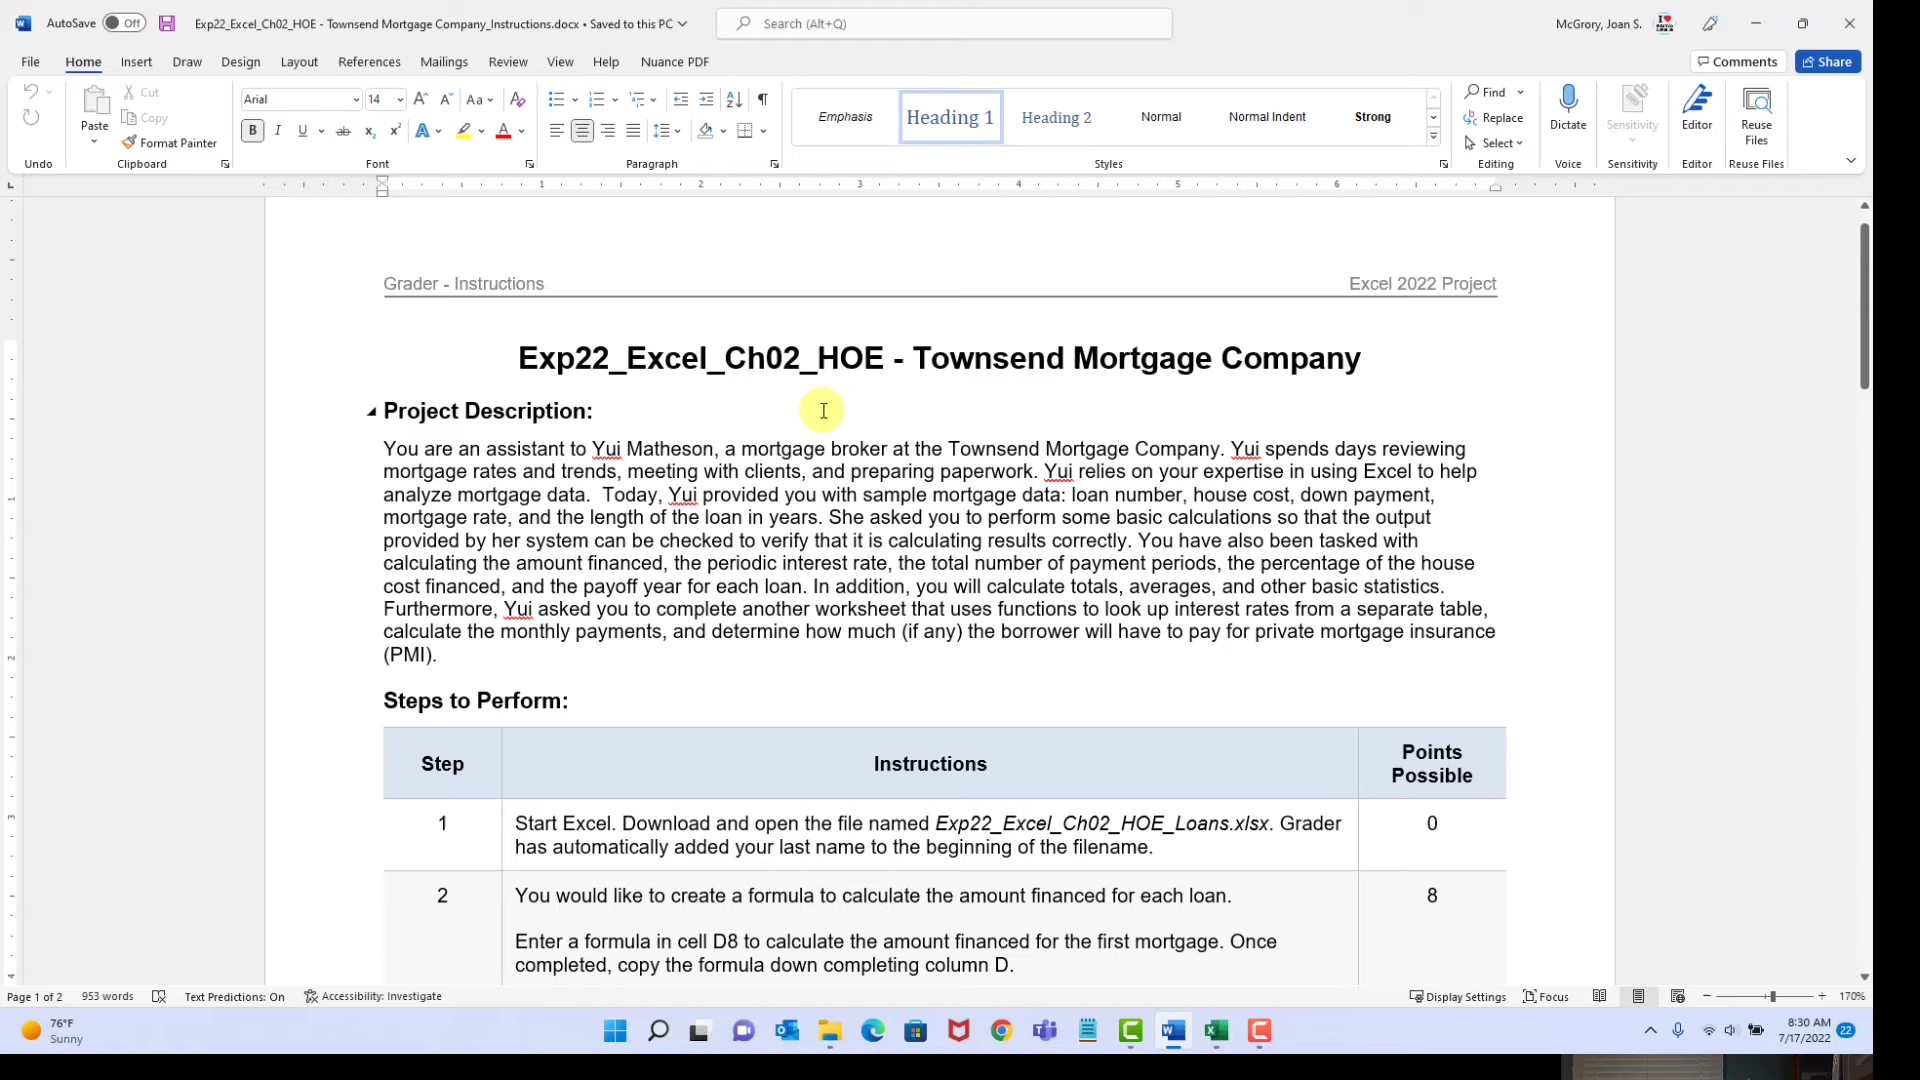 AutoSave Off Exp22_Excel_Ch02_HOE - Townsend Mortgage Company_Instructions.docx • Saved to this PC Search (Alt+Q) McGrory, Joan S.
File Home Insert Draw Design Layout References Mailings Review View Help Nuance PDF Comments Share
Paste Cut Copy Format Painter
Arial 14
Emphasis Heading 1 Heading 2 Normal Normal Indent Strong
Find Replace Select
Dictate Sensitivity Editor Reuse Files
Undo Clipboard Font Paragraph Styles Editing Voice Sensitivity Editor Reuse Files
1 2 3 4 5 6
Grader - Instructions Excel 2022 Project
Exp22_Excel_Ch02_HOE - Townsend Mortgage Company
Project Description:
You are an assistant to Yui Matheson, a mortgage broker at the Townsend Mortgage Company. Yui spends days reviewing
mortgage rates and trends, meeting with clients, and preparing paperwork. Yui relies on your expertise in using Excel to help
analyze mortgage data.  Today, Yui provided you with sample mortgage data: loan number, house cost, down payment,
mortgage rate, and the length of the loan in years. She asked you to perform some basic calculations so that the output
provided by her system can be checked to verify that it is calculating results correctly. You have also been tasked with
calculating the amount financed, the periodic interest rate, the total number of payment periods, the percentage of the house
cost financed, and the payoff year for each loan. In addition, you will calculate totals, averages, and other basic statistics.
Furthermore, Yui asked you to complete another worksheet that uses functions to look up interest rates from a separate table,
calculate the monthly payments, and determine how much (if any) the borrower will have to pay for private mortgage insurance
(PMI).
Steps to Perform:
Step Instructions Points Possible
1 Start Excel. Download and open the file named Exp22_Excel_Ch02_HOE_Loans.xlsx. Grader 0
has automatically added your last name to the beginning of the filename.
2 You would like to create a formula to calculate the amount financed for each loan. 8
Enter a formula in cell D8 to calculate the amount financed for the first mortgage. Once
completed, copy the formula down completing column D.
Page 1 of 2 953 words Text Predictions: On Accessibility: Investigate Display Settings Focus 170%
76°F
Sunny
8:30 AM
7/17/2022 22